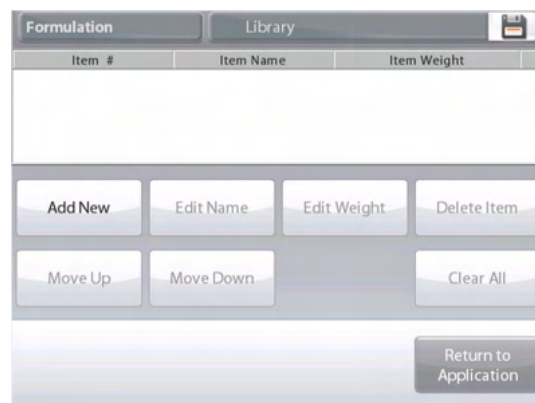 Formulation Library
Item # Item Name Item Weight
Add New Edit Name Edit Weight Delete Item
Move Up Move Down Clear All
Return to
Application